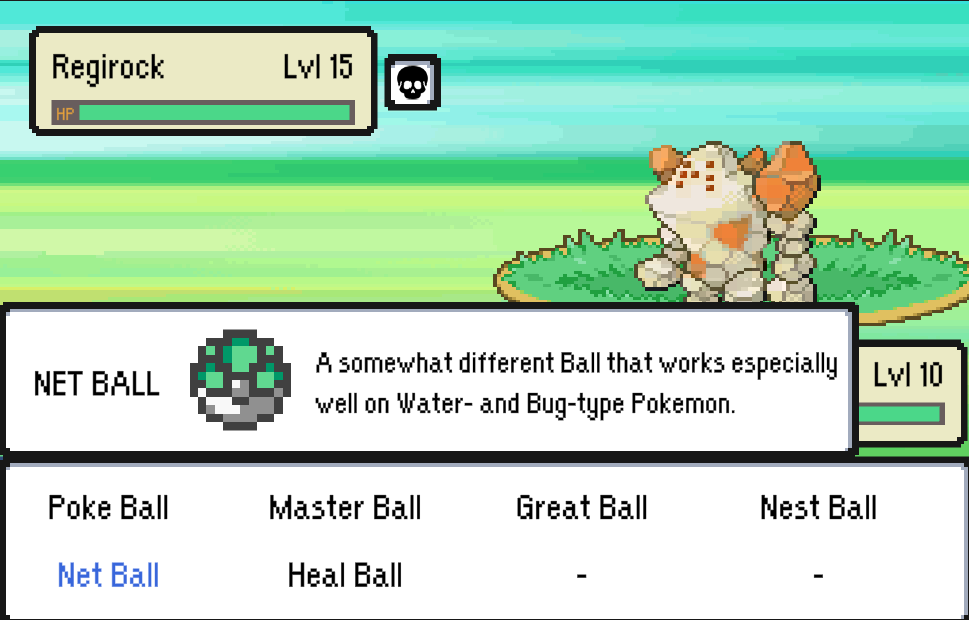 Regirock Lvl 15
HP
Lvl 10
NET BALL
A somewhat different Ball that works especially
well on Water- and Bug-type Pokemon.
Poke Ball Master Ball Great Ball Nest Ball
Net Ball Heal Ball - -